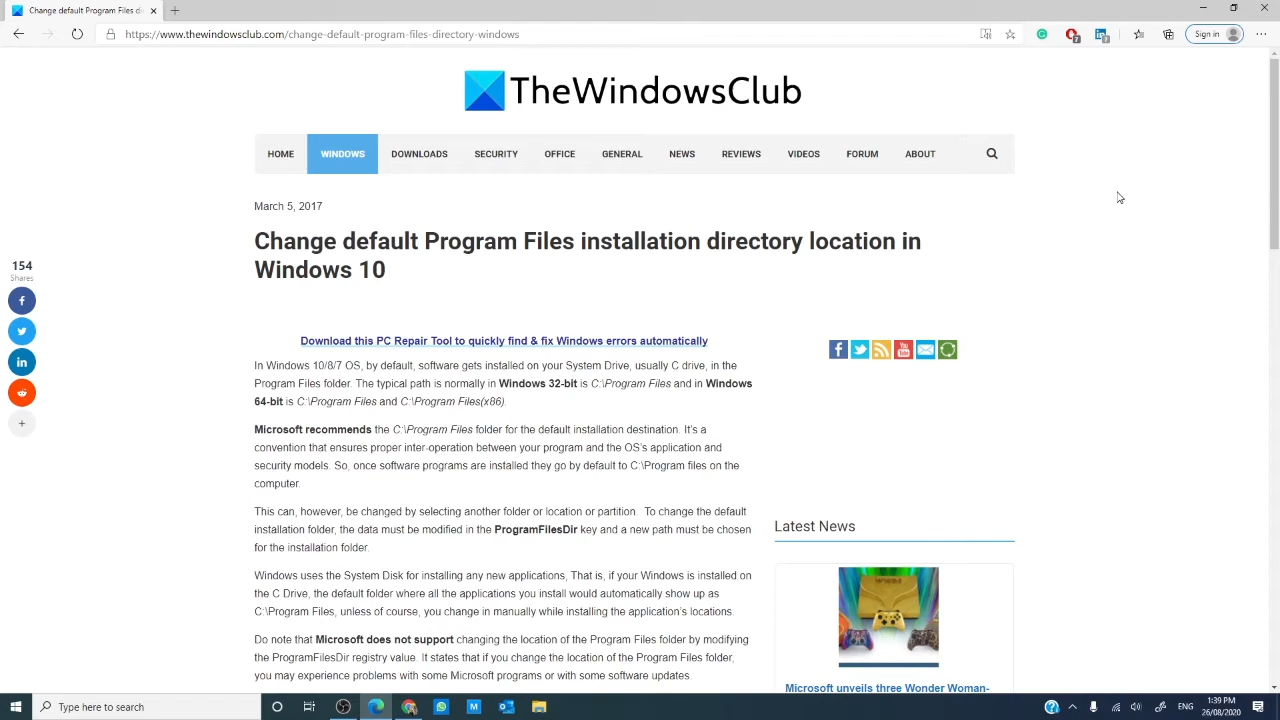 Change default Program Files dir
https://www.thewindowsclub.com/change-default-program-files-directory-windows
Sign in
7
7
TheWindowsClub
HOME
WINDOWS
DOWNLOADS
SECURITY
OFFICE
GENERAL
NEWS
REVIEWS
VIDEOS
FORUM
ABOUT
March 5, 2017
Change default Program Files installation directory location in
Windows 10
154
Shares
Download this PC Repair Tool to quickly find & fix Windows errors automatically
In Windows 10/8/7 OS, by default, software gets installed on your System Drive, usually C drive, in the
Program Files folder. The typical path is normally in Windows 32-bit is C:\Program Files and in Windows
64-bit is C:\Program Files and C:\Program Files(x86).
Microsoft recommends the C:\Program Files folder for the default installation destination. It's a
convention that ensures proper inter-operation between your program and the OS's application and
security models. So, once software programs are installed they go by default to C:\Program files on the
computer.
This can, however, be changed by selecting another folder or location or partition. To change the default
installation folder, the data must be modified in the ProgramFilesDir key and a new path must be chosen
for the installation folder.
Windows uses the System Disk for installing any new applications, That is, if your Windows is installed on
the C Drive, the default folder where all the applications you install would automatically show up as
C:\Program Files, unless of course, you change in manually while installing the application's locations.
Do note that Microsoft does not support changing the location of the Program Files folder by modifying
the ProgramFilesDir registry value. It states that if you change the location of the Program Files folder,
you may experience problems with some Microsoft programs or with some software updates.
You
Tube
Latest News
Microsoft unveils three Wonder Woman-
Type here to search
ENG
1:39 PM
26/08/2020